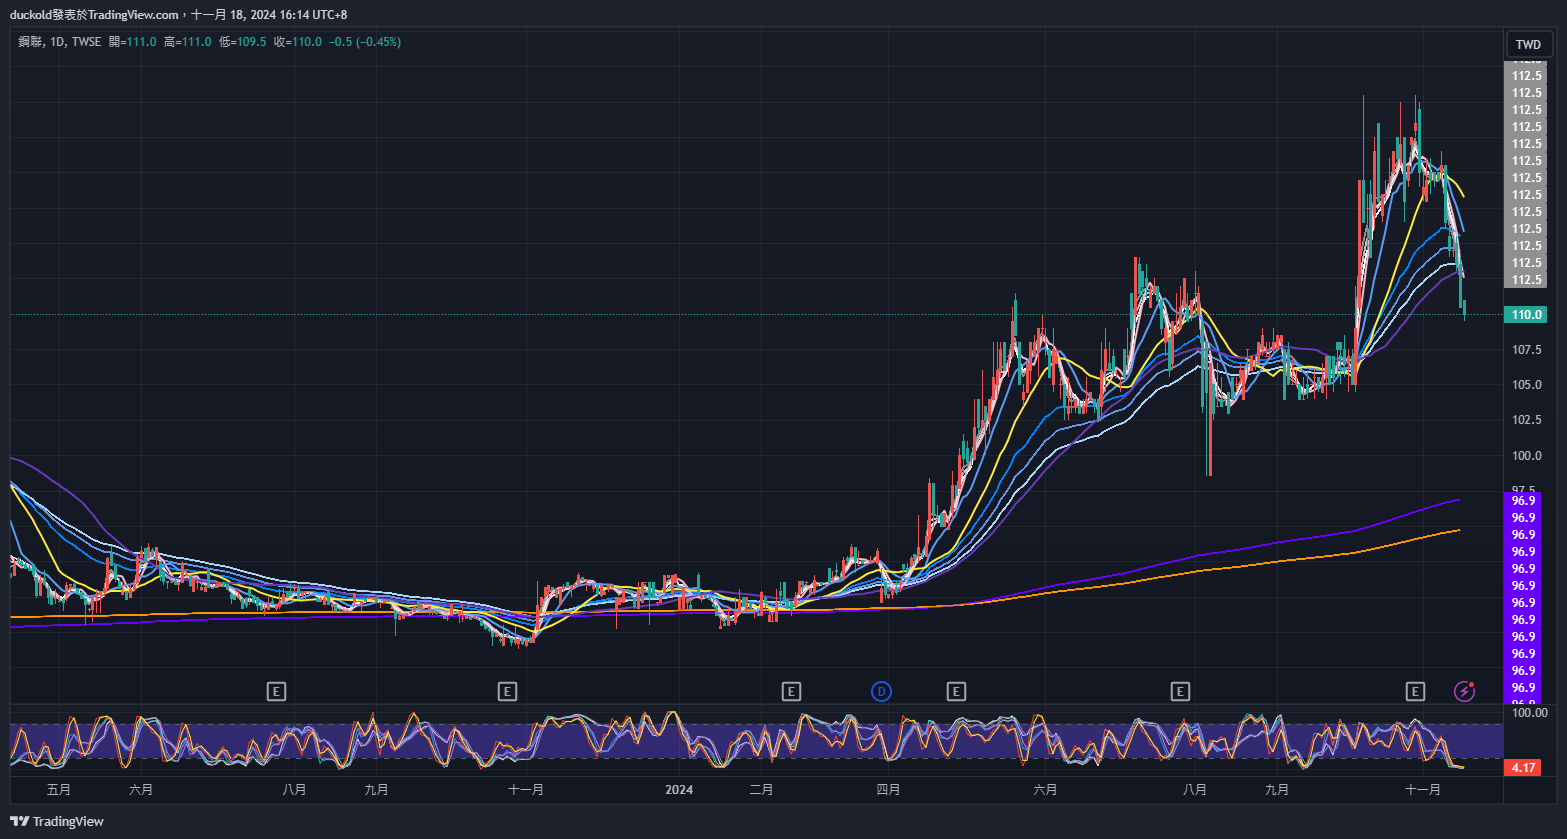 duckold發表於TradingView.com，十一月 18, 2024 16:14 UTC+8
鋼聯, 1D, TWSE 開=111.0 高=111.0 低=109.5 收=110.0 −0.5 (−0.45%)
TWD
112.5
112.5
112.5
112.5
112.5
112.5
112.5
112.5
112.5
112.5
112.5
112.5
112.5
110.0
107.5
105.0
102.5
100.0
97.5
96.9
96.9
96.9
96.9
96.9
96.9
96.9
96.9
96.9
96.9
96.9
96.9
E
E
E
D
E
E
E
100.00
4.17
五月
六月
八月
九月
十一月
2024
二月
四月
六月
八月
九月
十一月
TradingView